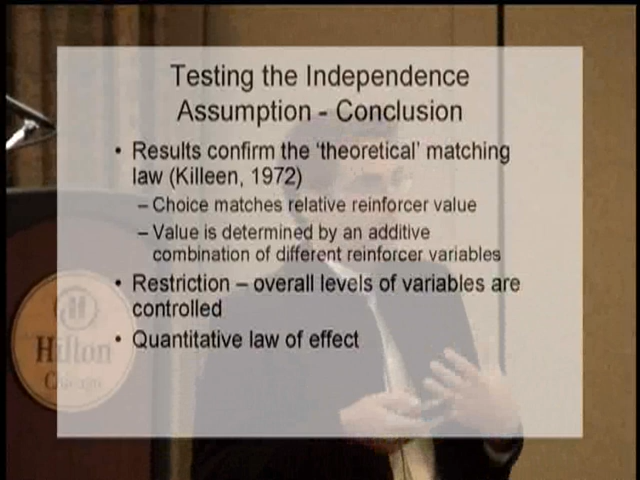 Testing the Independence
Assumption - Conclusion
• Results confirm the 'theoretical' matching
law (Killeen, 1972)
– Choice matches relative reinforcer value
– Value is determined by an additive
combination of different reinforcer variables
• Restriction – overall levels of variables are
controlled
• Quantitative law of effect
Hilton
Chicago